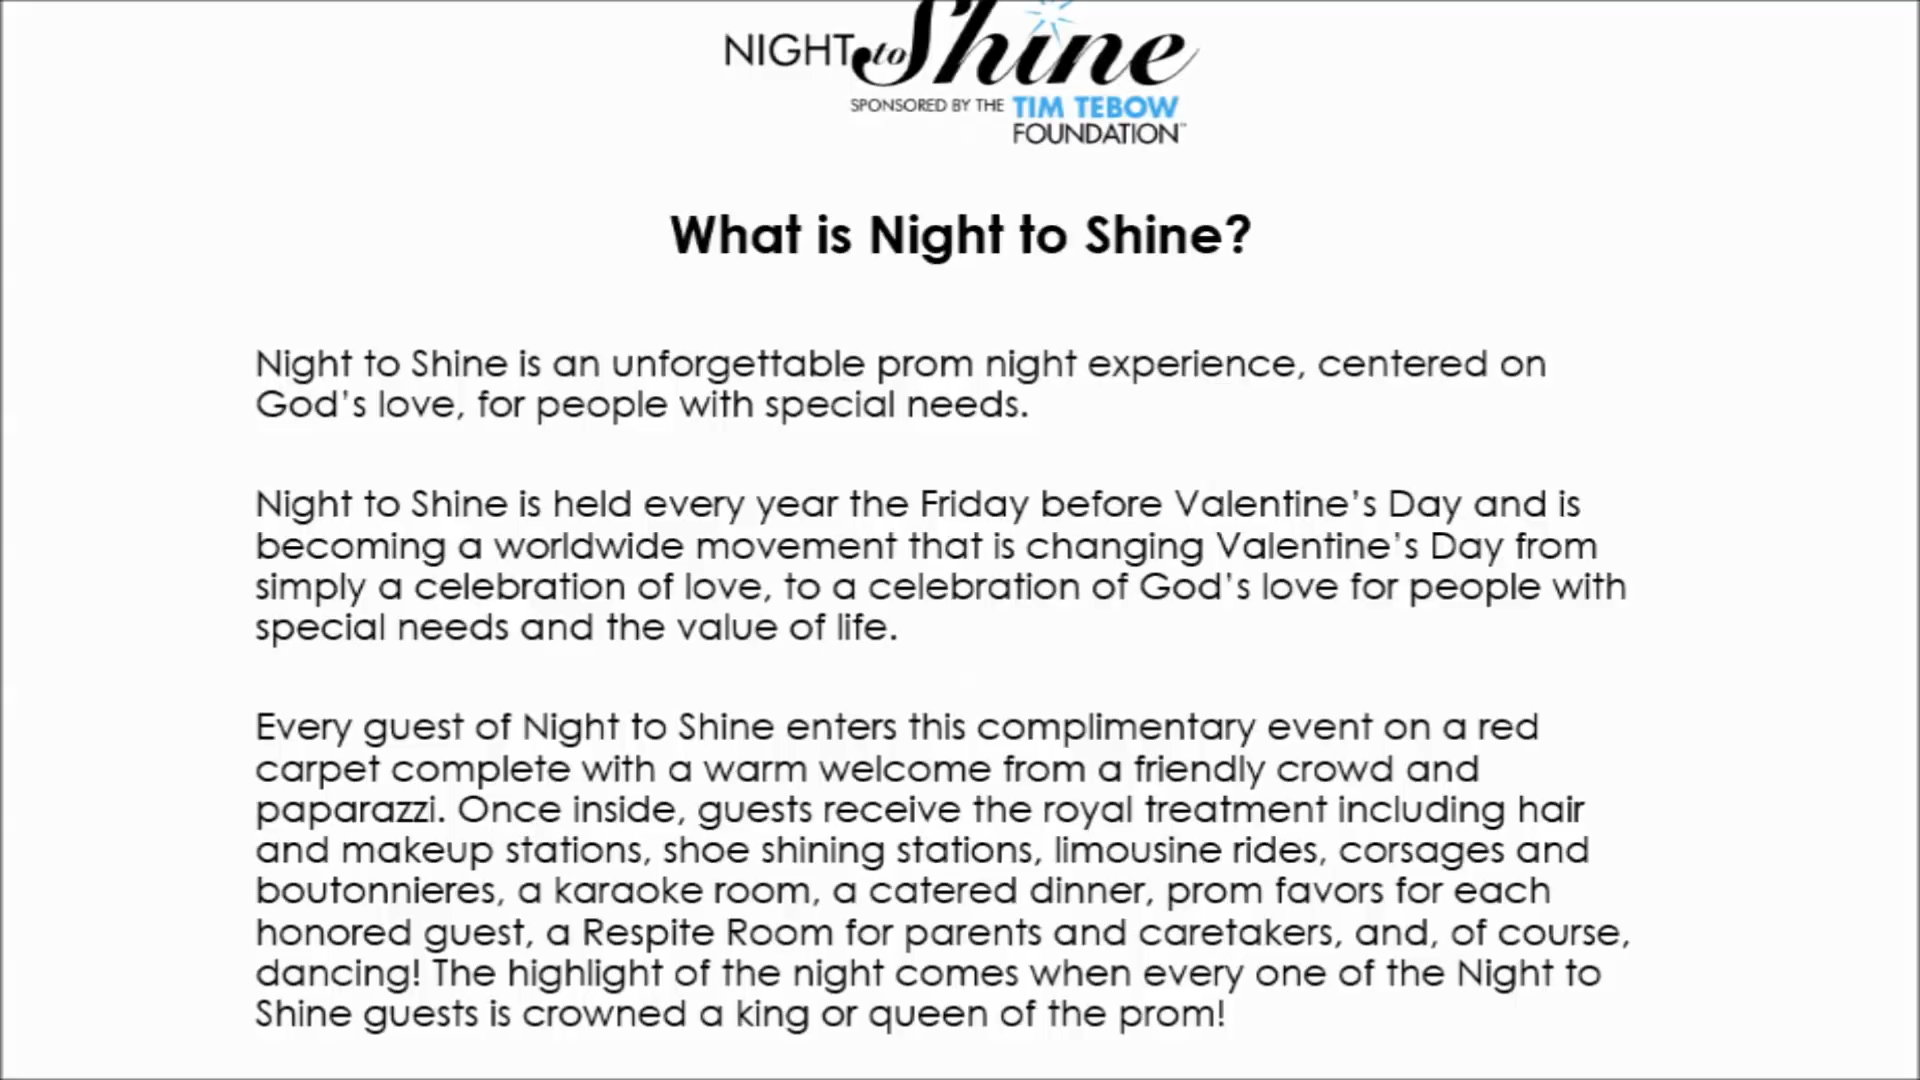 NIGHT to Shine
SPONSORED BY THE TIM TEBOW
FOUNDATION™
What is Night to Shine?
Night to Shine is an unforgettable prom night experience, centered on
God's love, for people with special needs.
Night to Shine is held every year the Friday before Valentine's Day and is
becoming a worldwide movement that is changing Valentine's Day from
simply a celebration of love, to a celebration of God's love for people with
special needs and the value of life.
Every guest of Night to Shine enters this complimentary event on a red
carpet complete with a warm welcome from a friendly crowd and
paparazzi. Once inside, guests receive the royal treatment including hair
and makeup stations, shoe shining stations, limousine rides, corsages and
boutonnieres, a karaoke room, a catered dinner, prom favors for each
honored guest, a Respite Room for parents and caretakers, and, of course,
dancing! The highlight of the night comes when every one of the Night to
Shine guests is crowned a king or queen of the prom!